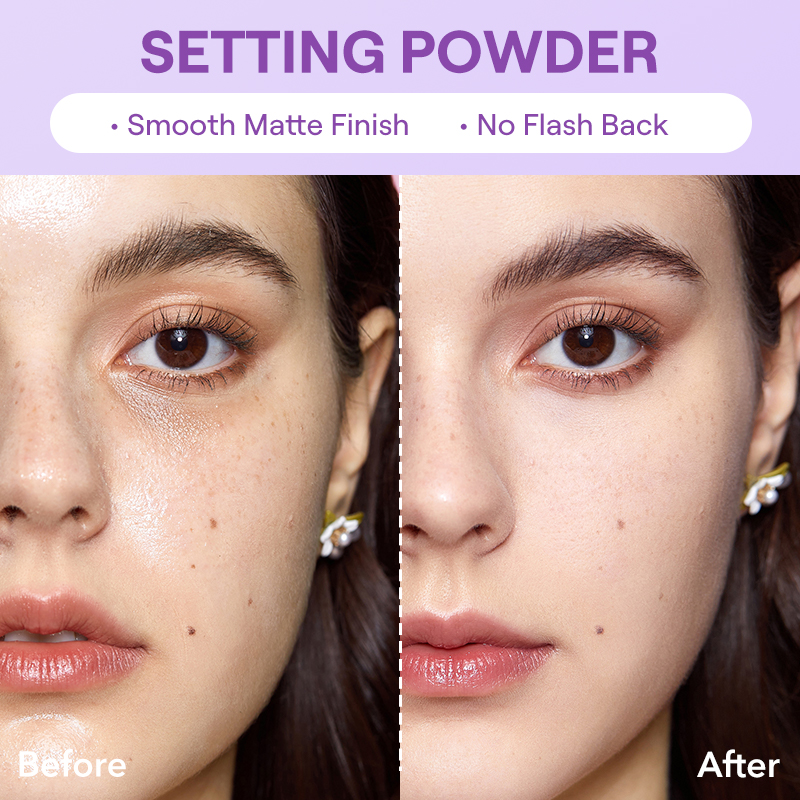 SETTING POWDER
• Smooth Matte Finish • No Flash Back
Before After